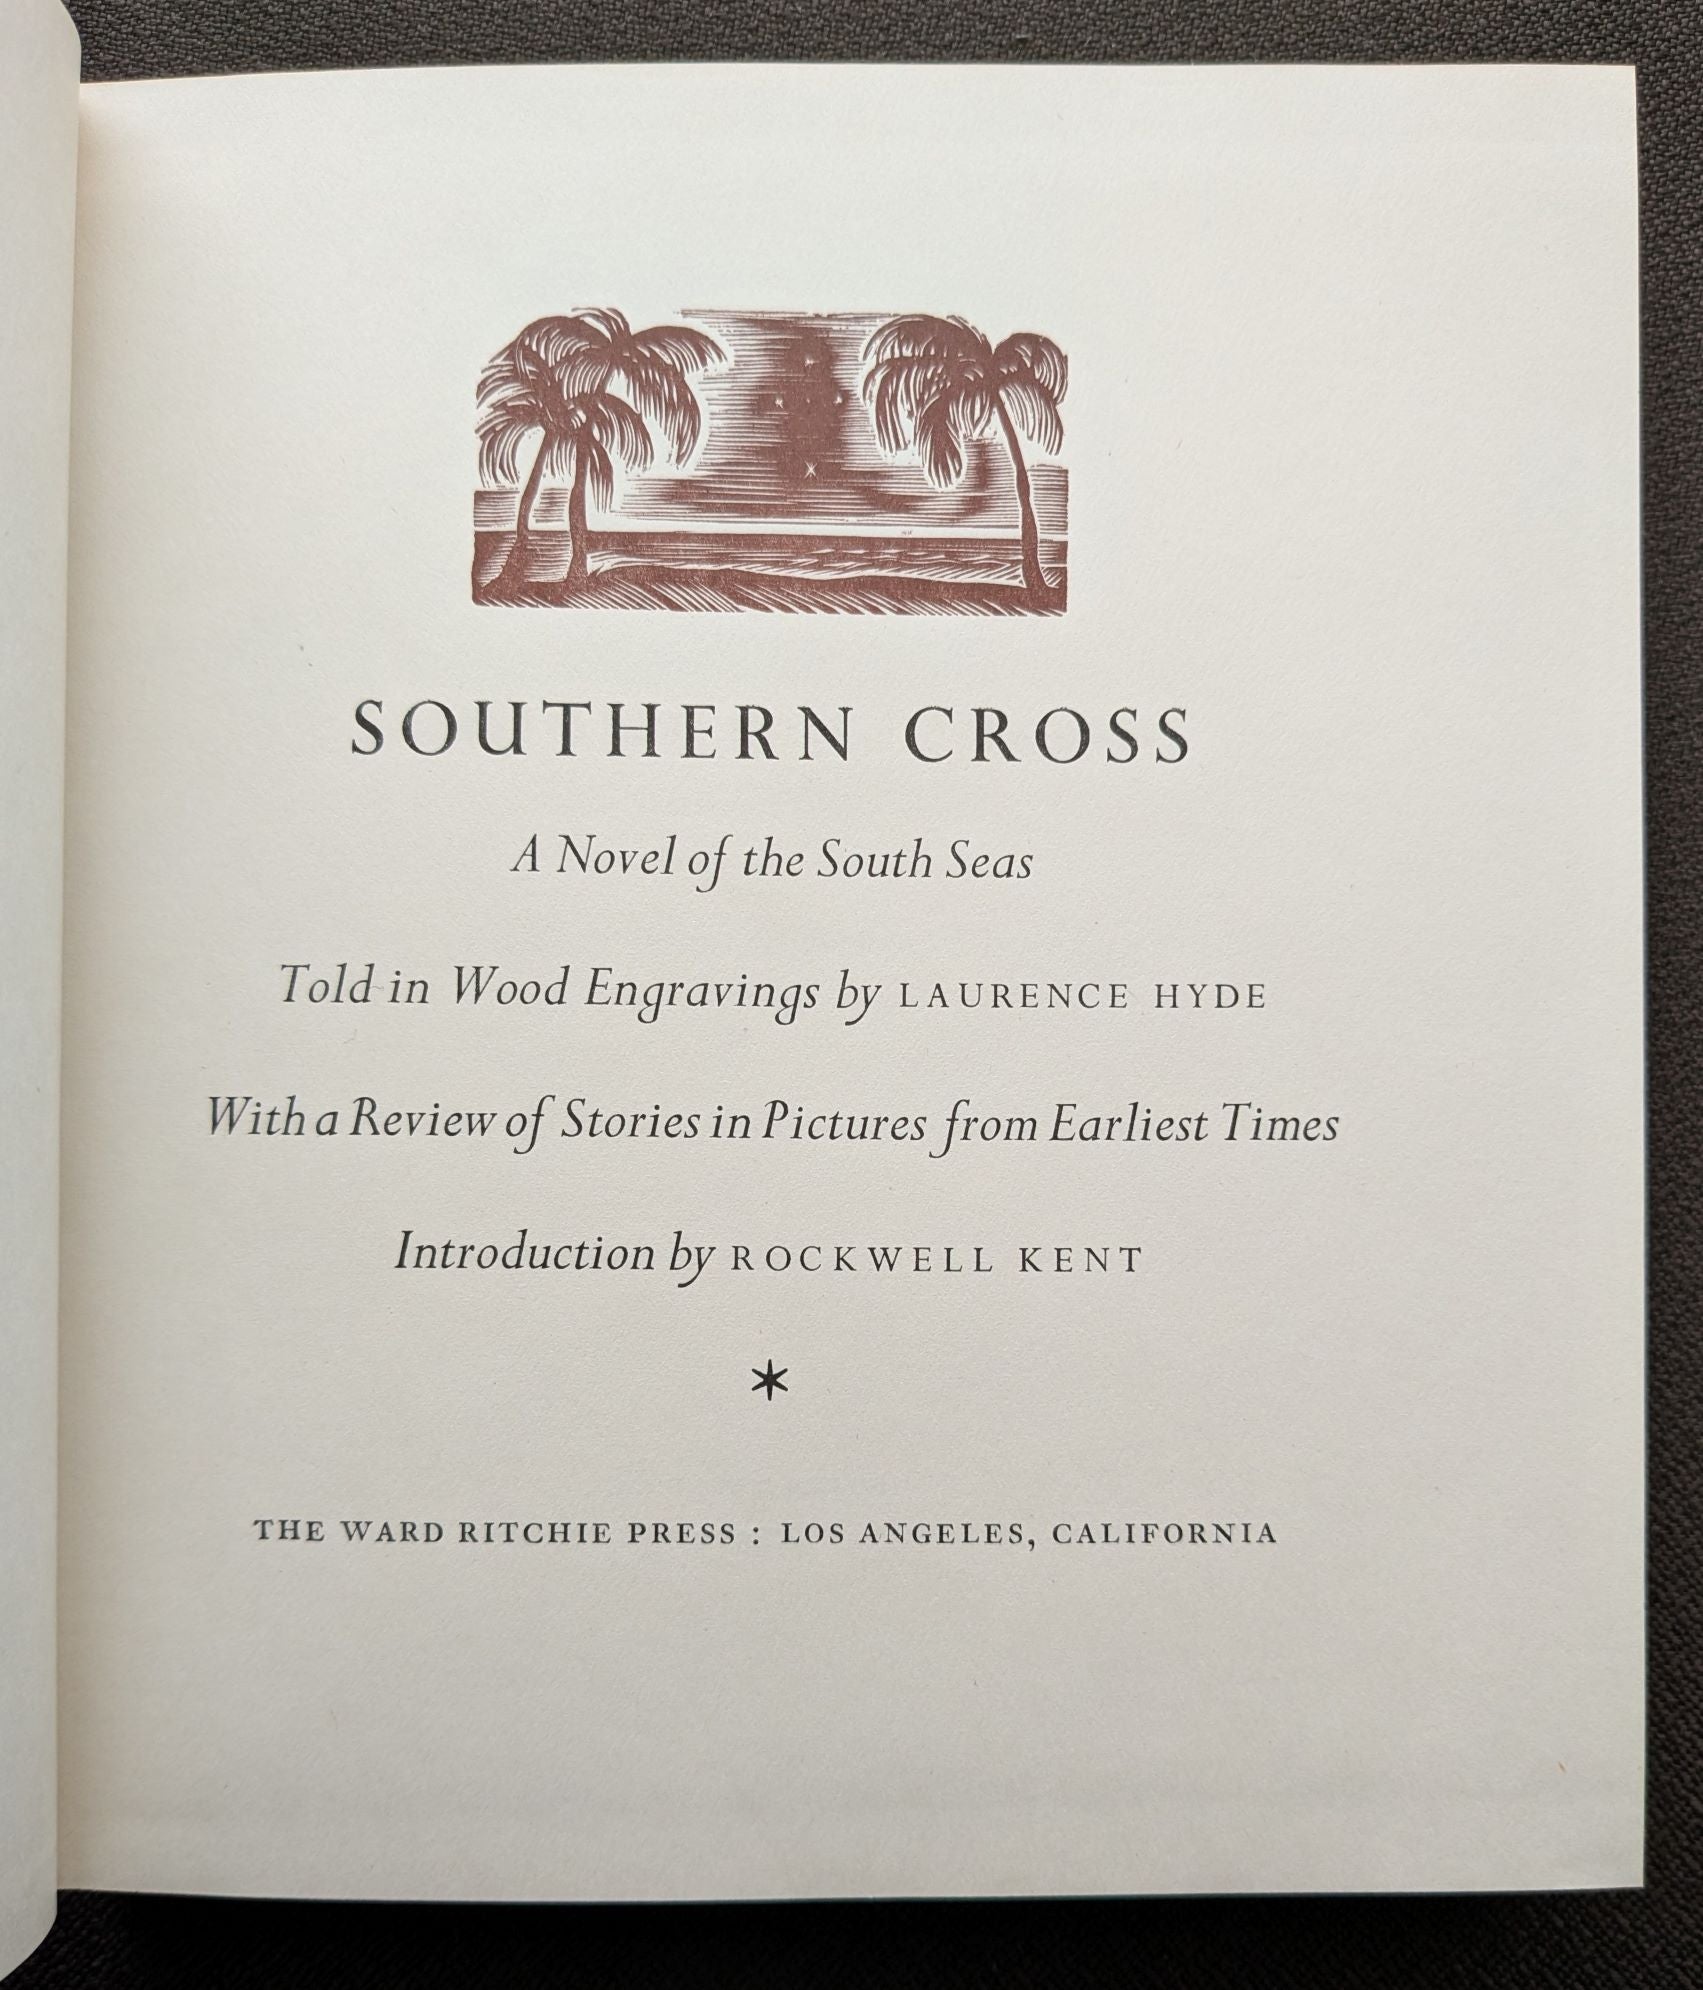 SOUTHERN CROSS
A Novel of the South Seas
Told in Wood Engravings by LAURENCE HYDE
With a Review of Stories in Pictures from Earliest Times
Introduction by ROCKWELL KENT
*
THE WARD RITCHIE PRESS : LOS ANGELES, CALIFORNIA